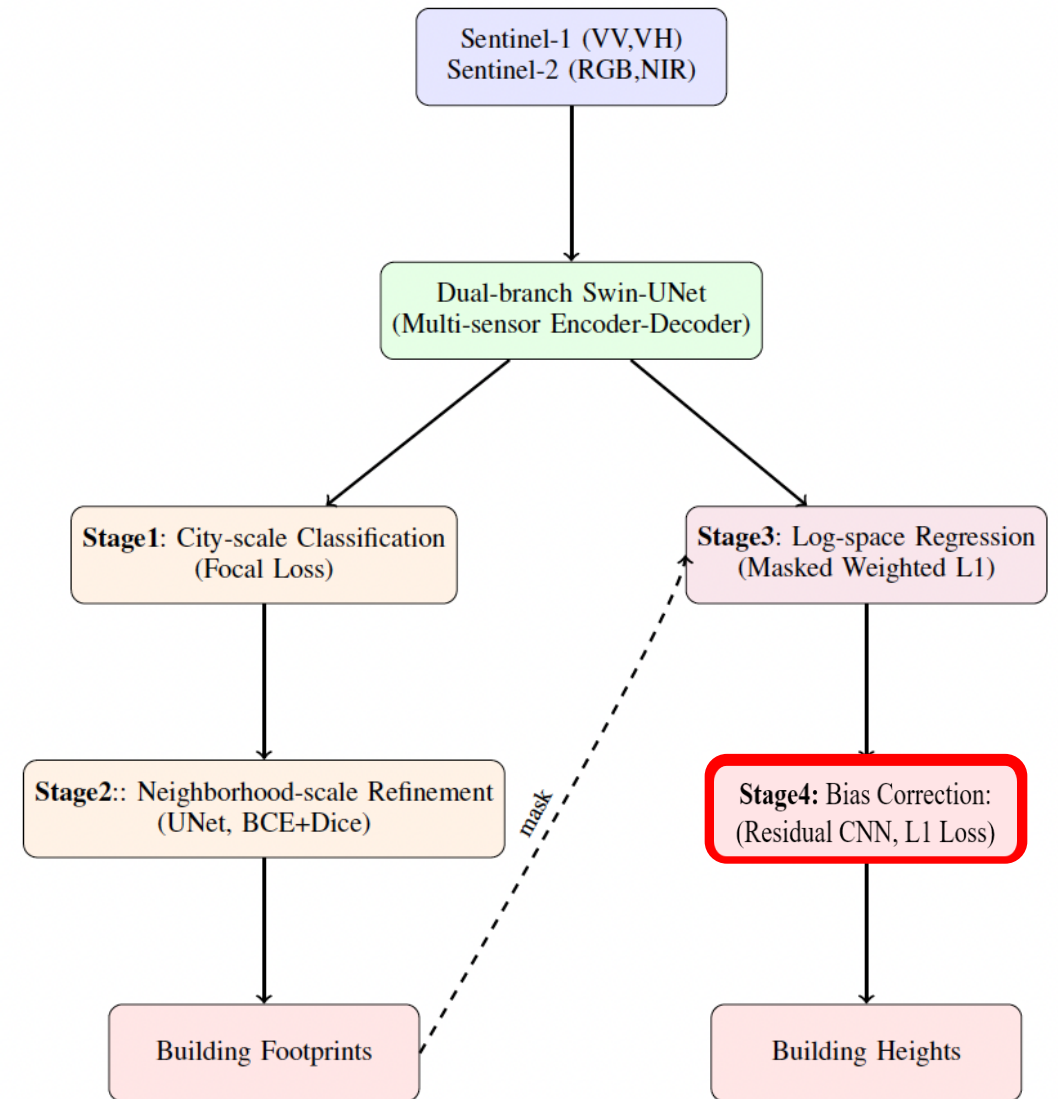 Sentinel-1 (VV,VH)
Sentinel-2 (RGB,NIR)
Dual-branch Swin-UNet
(Multi-sensor Encoder-Decoder)
Stage1: City-scale Classification
(Focal Loss)
Stage3: Log-space Regression
(Masked Weighted L1)
Stage2:: Neighborhood-scale Refinement
(UNet, BCE+Dice)
mask
Stage4: Bias Correction:
(Residual CNN, L1 Loss)
Building Footprints
Building Heights